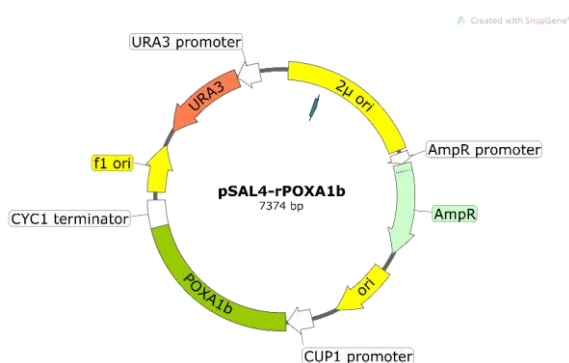 Created with SnapGene®
URA3 promoter
2μ ori
URA3
AmpR promoter
f1 ori
pSAL4-rPOXA1b
7374 bp
CYC1 terminator
AmpR
POXA1b
ori
CUP1 promoter